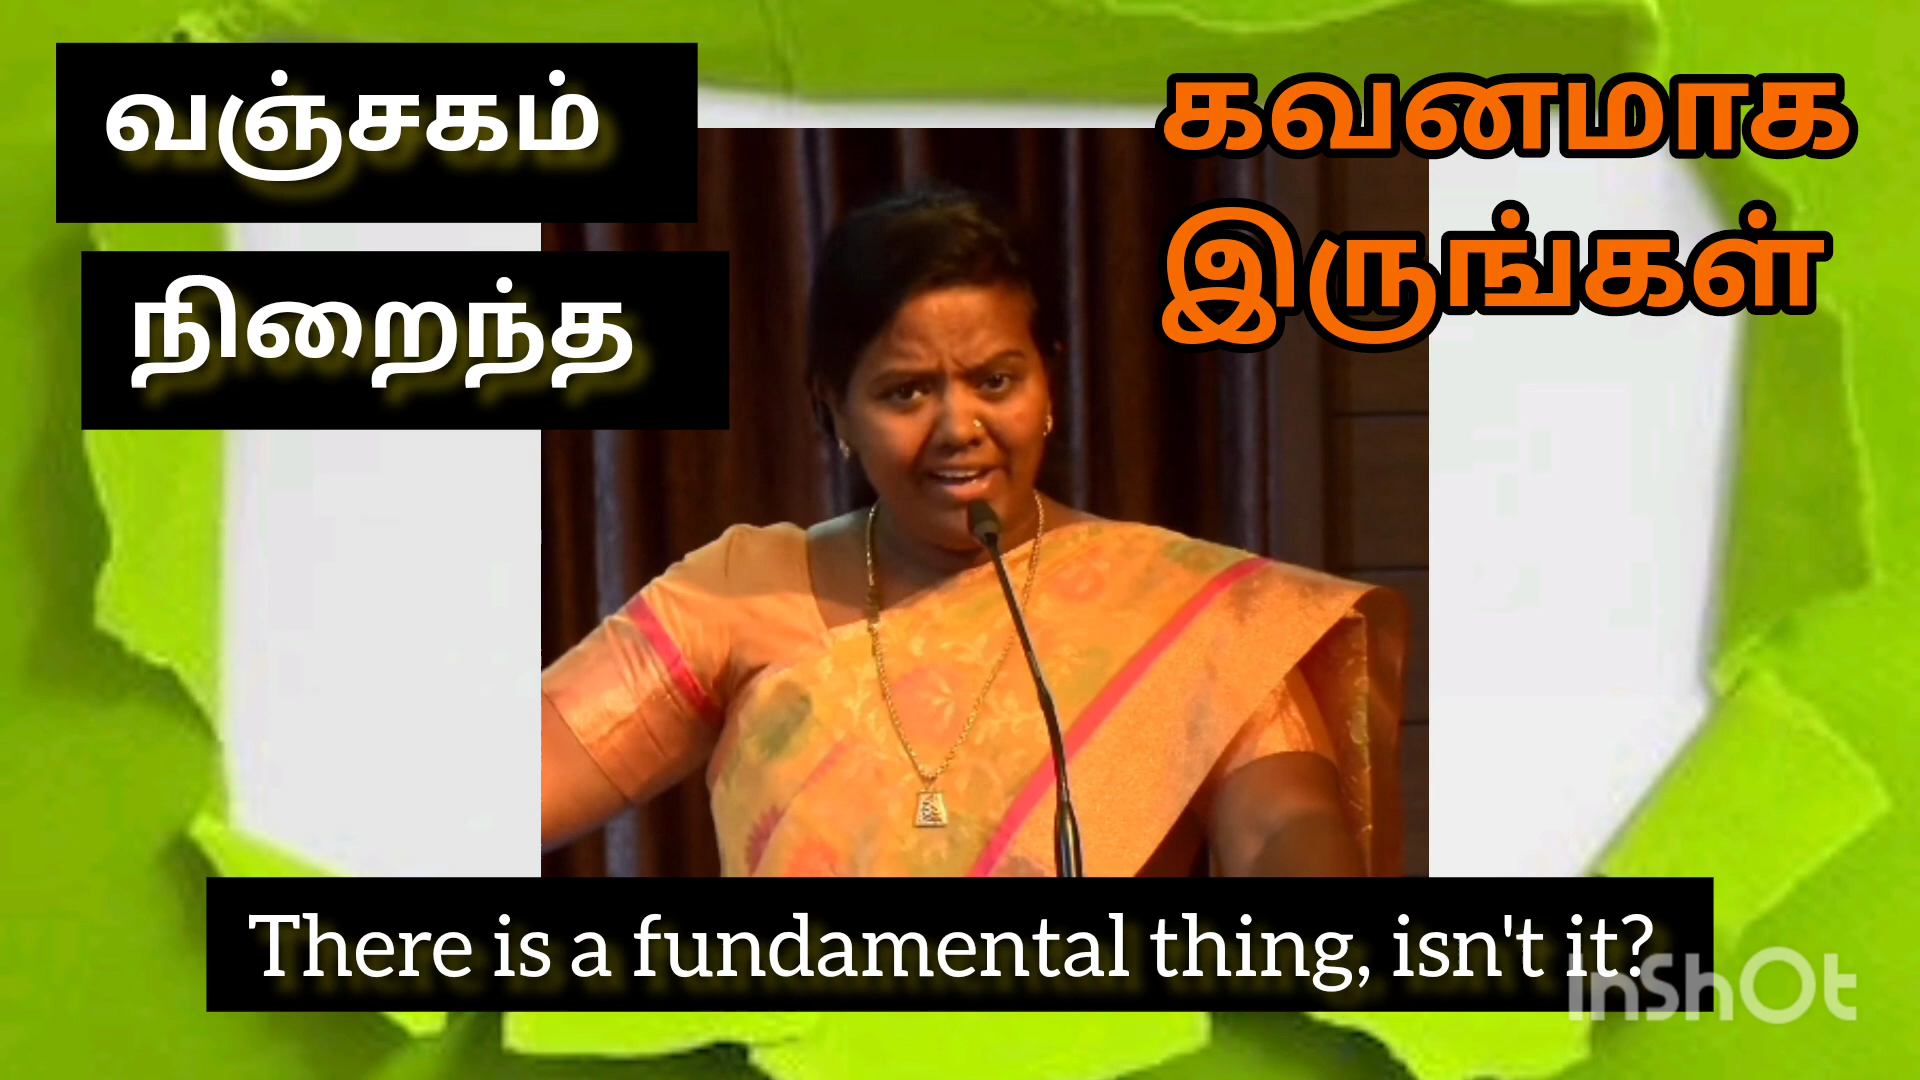 வஞ்சகம்
நிறைந்த
கவனமாக
இருங்கள்
There is a fundamental thing, isn't it?
InShOt